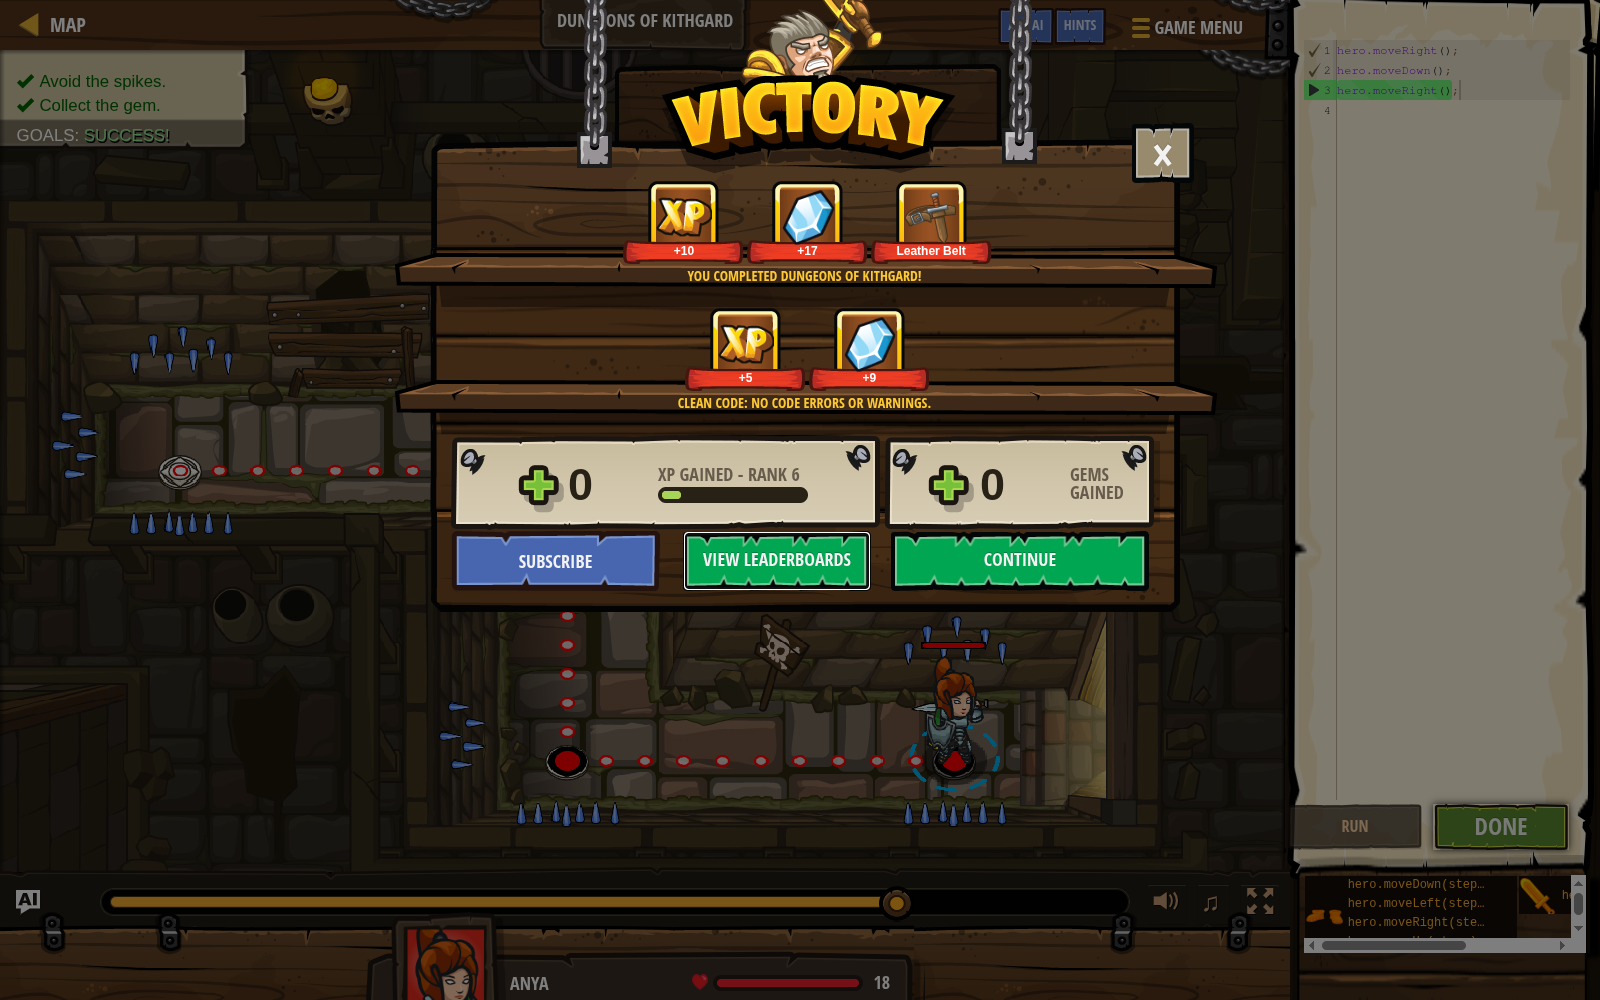 Map
DUNGEONS OF KITHGARD
AI
HINTS
GAME MENU
Avoid the spikes.
Collect the gem.
GOALS: SUCCESS!
VICTORY
×
XP
+10
+17
Leather Belt
YOU COMPLETED DUNGEONS OF KITHGARD!
XP
+5
+9
CLEAN CODE: NO CODE ERRORS OR WARNINGS.
0
XP GAINED - RANK 6
0
GEMS
GAINED
SUBSCRIBE
VIEW LEADERBOARDS
CONTINUE
1 hero.moveRight();
2 hero.moveDown();
3 hero.moveRight();
4
RUN
DONE
AI
hero.moveDown(step
hero.moveLeft(step
hero.moveRight(ste
ANYA
18